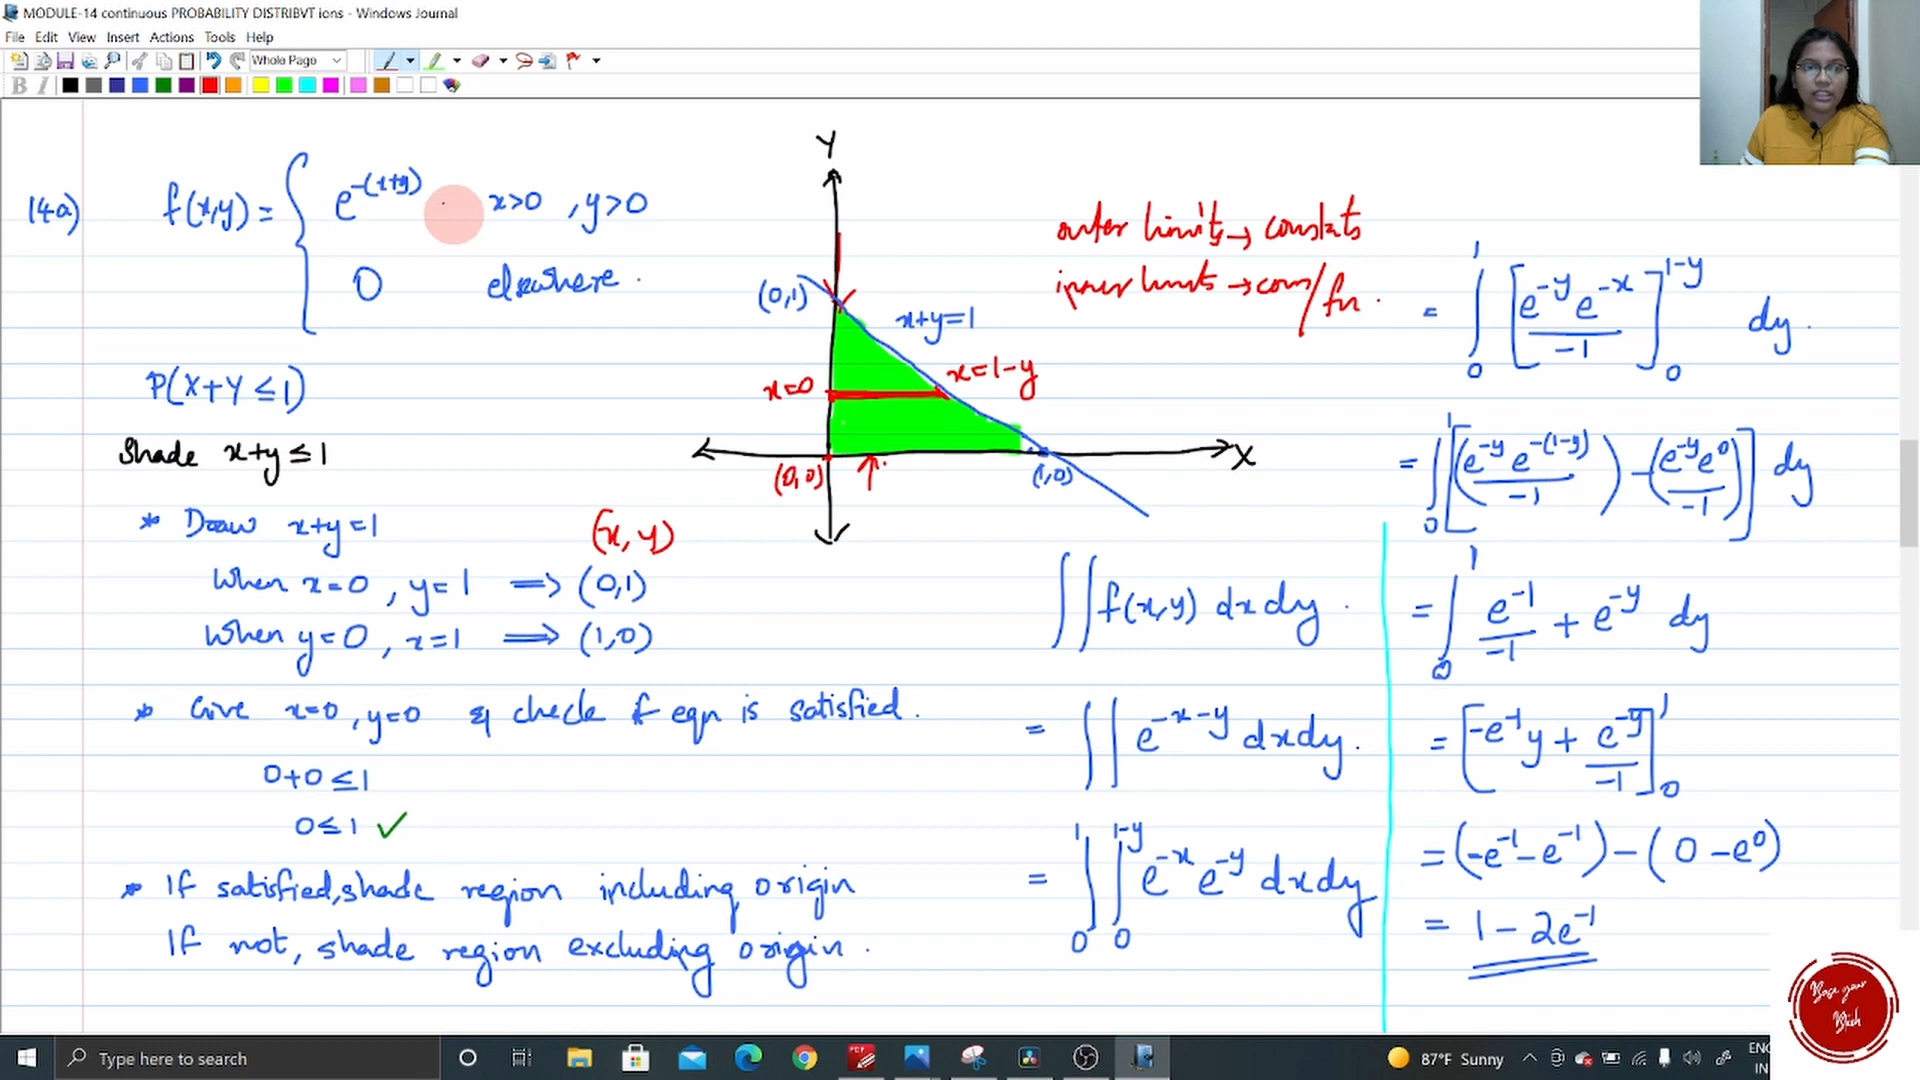 MODULE-14 continuous PROBABILITY DISTRIBVT ions - Windows Journal
File Edit View Insert Actions Tools Help
Whole Page
B I
14a) f(x,y) = { e^-(x+y) x>0 , y>0
0 elsewhere .
P(X+Y ≤ 1)
Shade x+y ≤ 1
* Draw x+y=1
(x, y)
When x=0 , y=1 ⟹ (0,1)
When y=0 , x=1 ⟹ (1,0)
* Give x=0 , y=0 & check if eqn is satisfied .
0+0 ≤ 1
0 ≤ 1 ✓
* If satisfied, shade region including origin
If not, shade region excluding origin .
Y
(0,1)
x+y=1
x=0
x=1-y
(0,0)
(1,0)
X
outer limits → constats
inner limits → cons/fn .
∫∫ f(x,y) dx dy .
= ∫∫ e^-x-y dx dy .
= ∫_0^1 ∫_0^1-y e^-x e^-y dx dy
= ∫_0^1 [e^-y e^-x / -1]_0^1-y dy .
= ∫_0^1 [(e^-y e^-(1-y) / -1) - (e^-y e^0 / -1)] dy
= ∫_0^1 e^-1 / -1 + e^-y dy
= [-e^-1 y + e^-y / -1]_0^1
= (-e^-1 - e^-1) - (0 - e^0)
= 1 - 2e^-1
Type here to search
87°F Sunny
ENG
IN